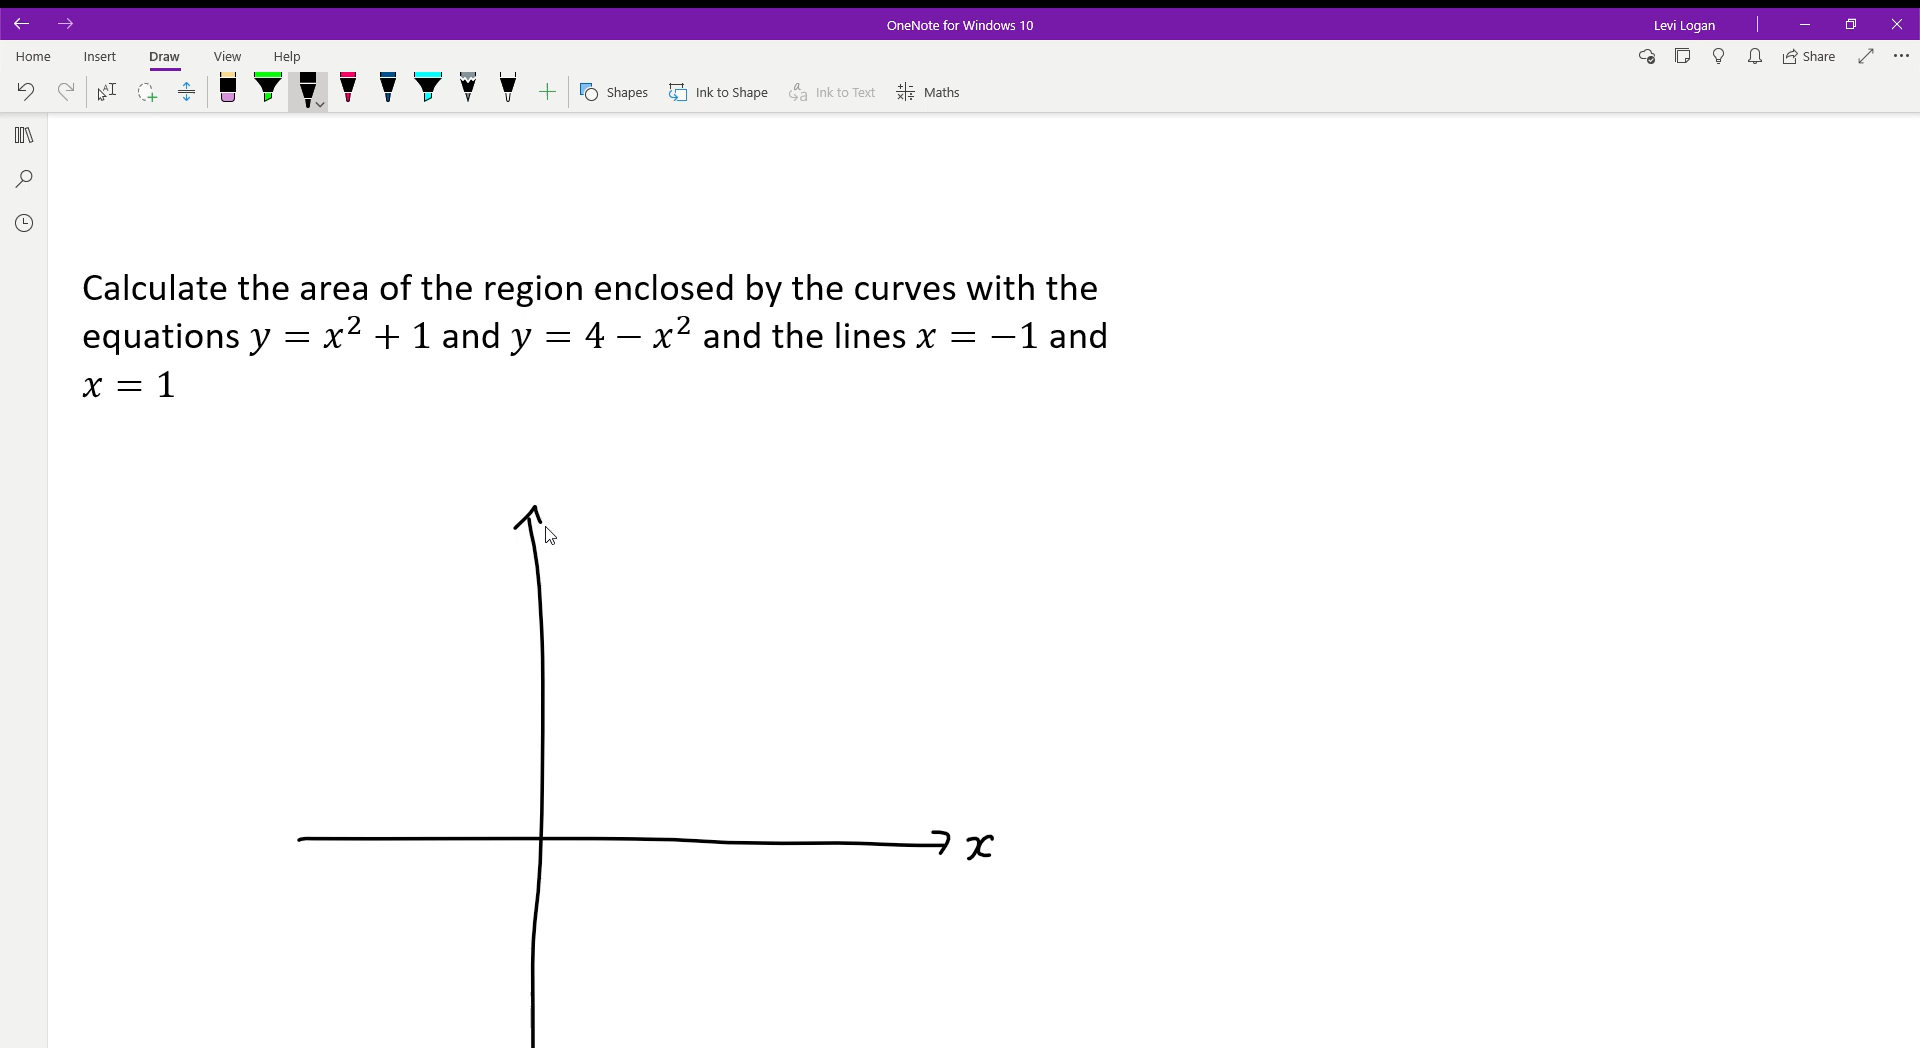 OneNote for Windows 10
Levi Logan
Home Insert Draw View Help
Share
Shapes Ink to Shape Ink to Text Maths
Calculate the area of the region enclosed by the curves with the
equations y = x² + 1 and y = 4 − x² and the lines x = −1 and
x = 1
x